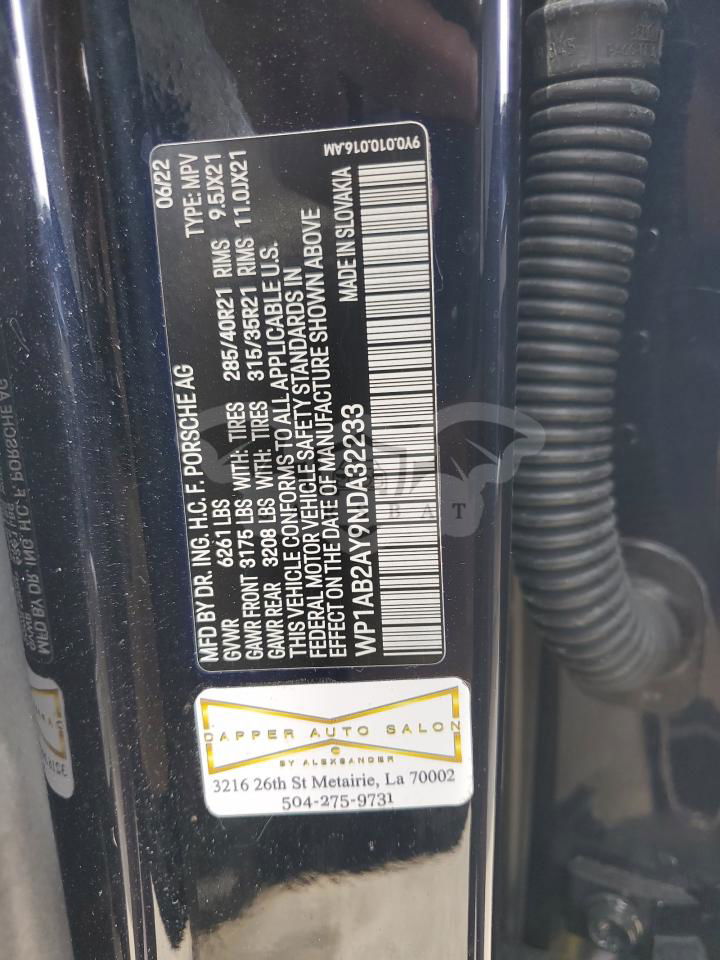 MFD BY DR. ING. H.C. F. PORSCHE AG 06/22
GVWR 6261 LBS TYPE: MPV
GAWR FRONT 3175 LBS WITH: TIRES 285/40R21 RIMS 9.5JX21
GAWR REAR 3208 LBS WITH: TIRES 315/35R21 RIMS 11.0JX21
THIS VEHICLE CONFORMS TO ALL APPLICABLE U.S.
FEDERAL MOTOR VEHICLE SAFETY STANDARDS IN
EFFECT ON THE DATE OF MANUFACTURE SHOWN ABOVE
WP1AB2AY9NDA32233 MADE IN SLOVAKIA
9Y0.010.016.AM
DAPPER AUTO SALON
BY ALEXSANDER
3216 26th St Metairie, La 70002
504-275-9731